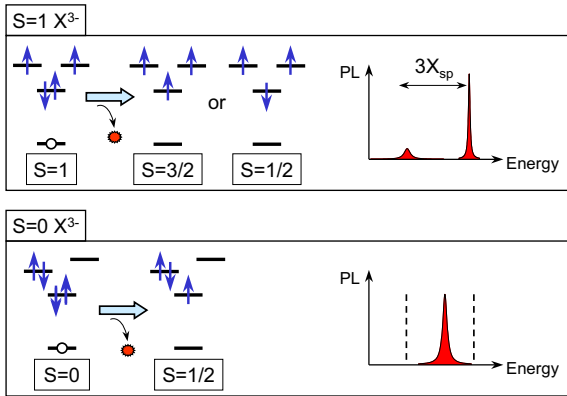 S=1 X³⁻
PL
3Xsp
or
Energy
S=1
S=3/2
S=1/2
S=0 X³⁻
PL
Energy
S=0
S=1/2